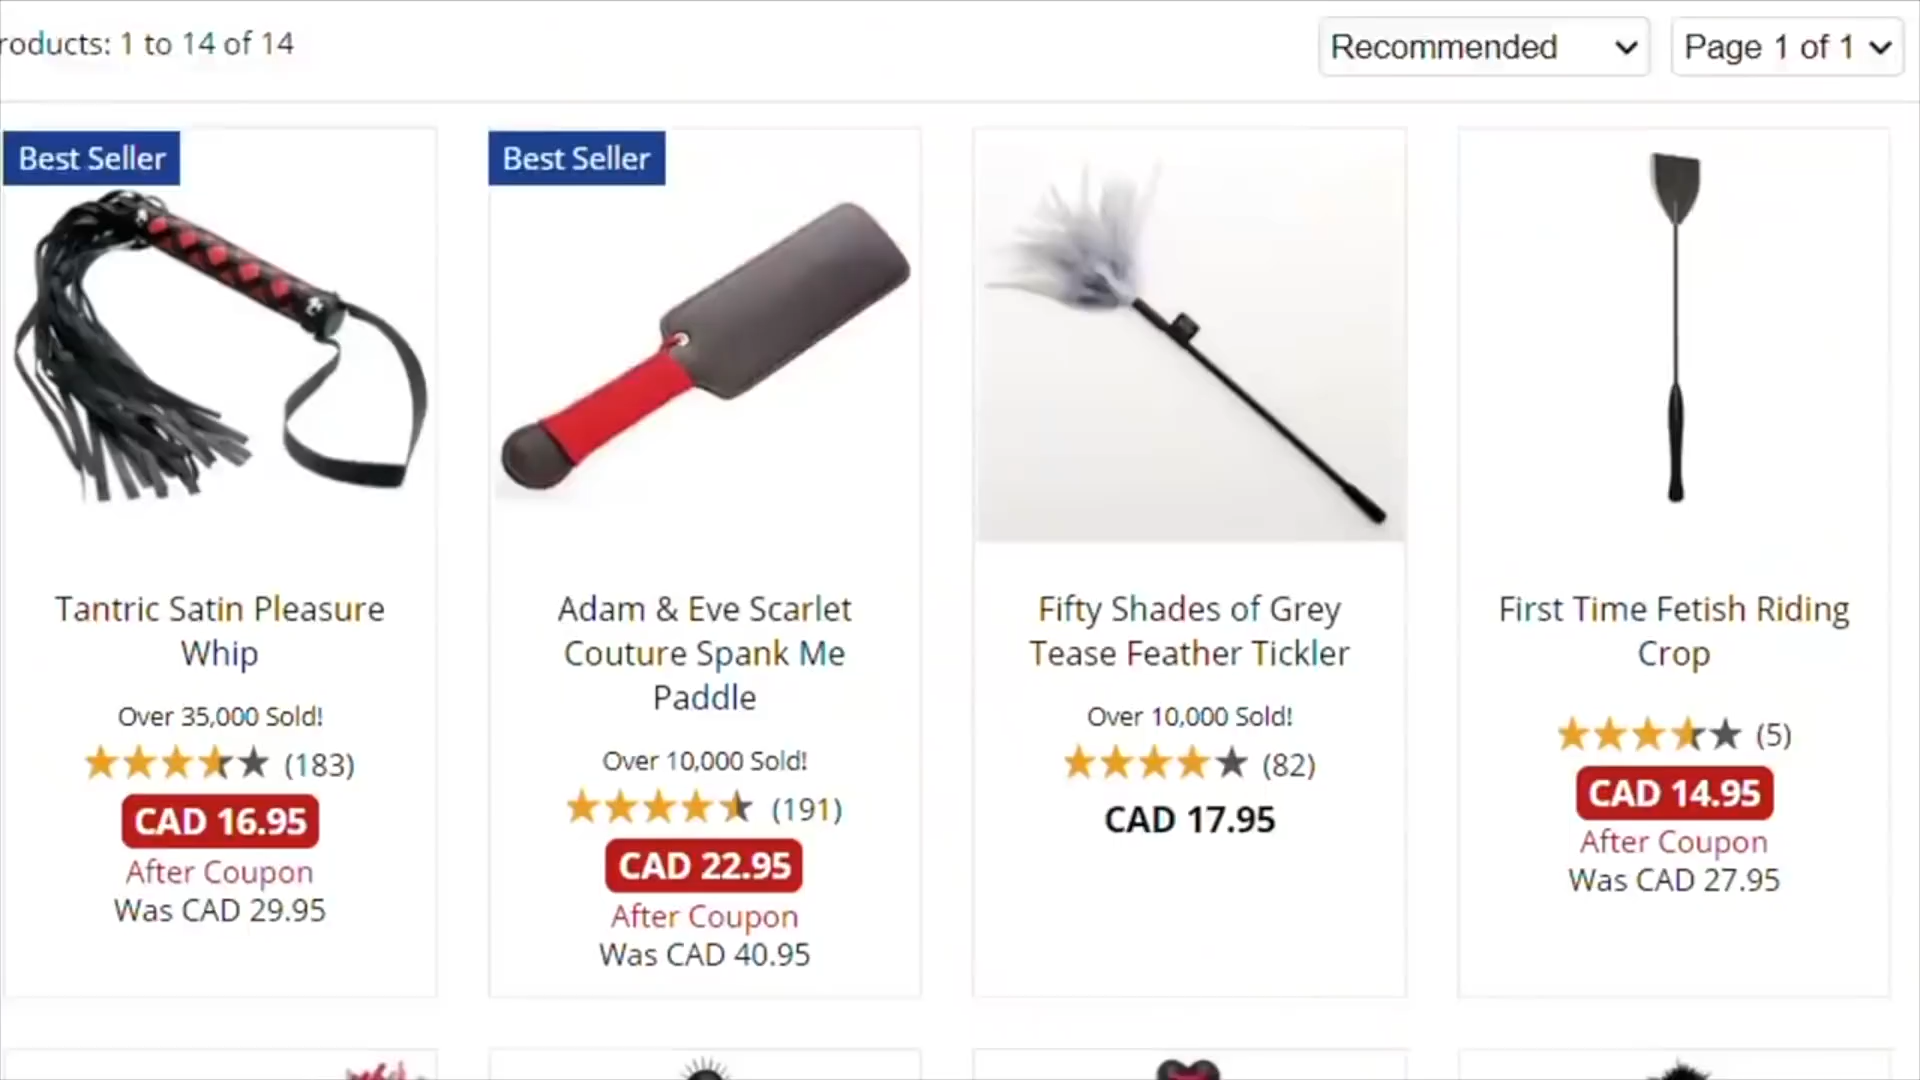 roducts: 1 to 14 of 14
Recommended
Page 1 of 1
Best Seller
Tantric Satin Pleasure
Whip
Over 35,000 Sold!
(183)
CAD 16.95
After Coupon
Was CAD 29.95
Best Seller
Adam & Eve Scarlet
Couture Spank Me
Paddle
Over 10,000 Sold!
(191)
CAD 22.95
After Coupon
Was CAD 40.95
Fifty Shades of Grey
Tease Feather Tickler
Over 10,000 Sold!
(82)
CAD 17.95
First Time Fetish Riding
Crop
(5)
CAD 14.95
After Coupon
Was CAD 27.95